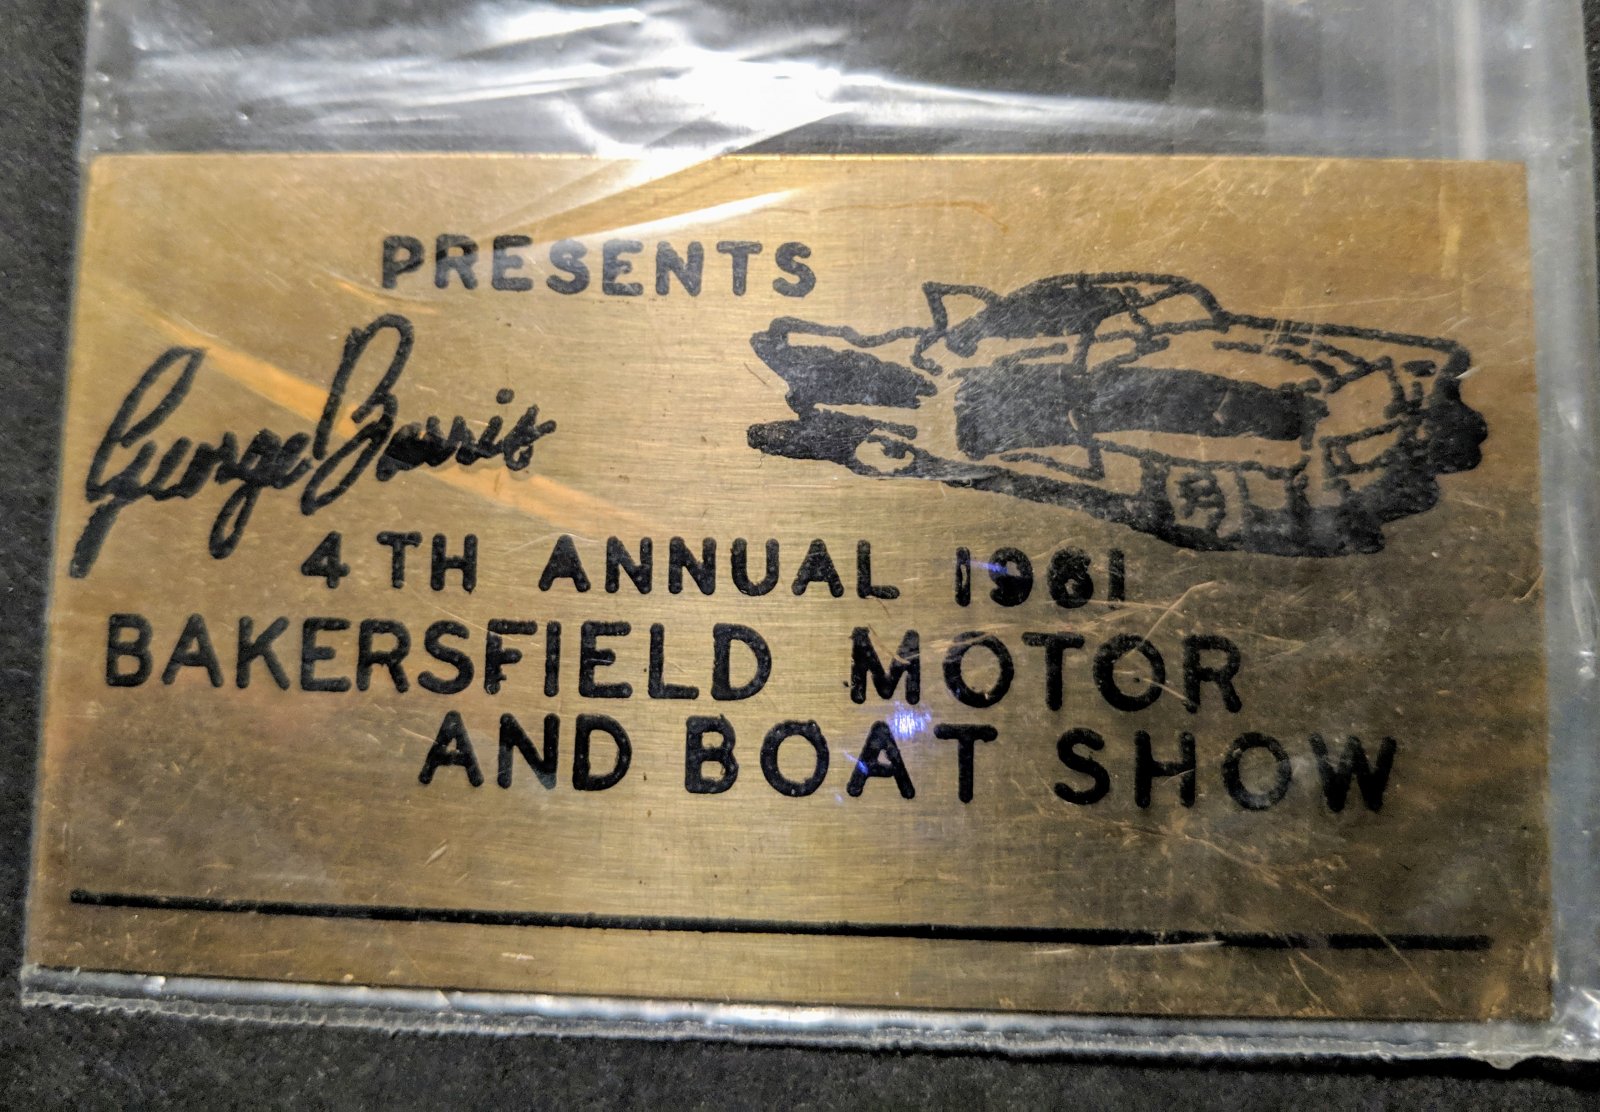 PRESENTS
George Barris
4TH ANNUAL 1961
BAKERSFIELD MOTOR
AND BOAT SHOW